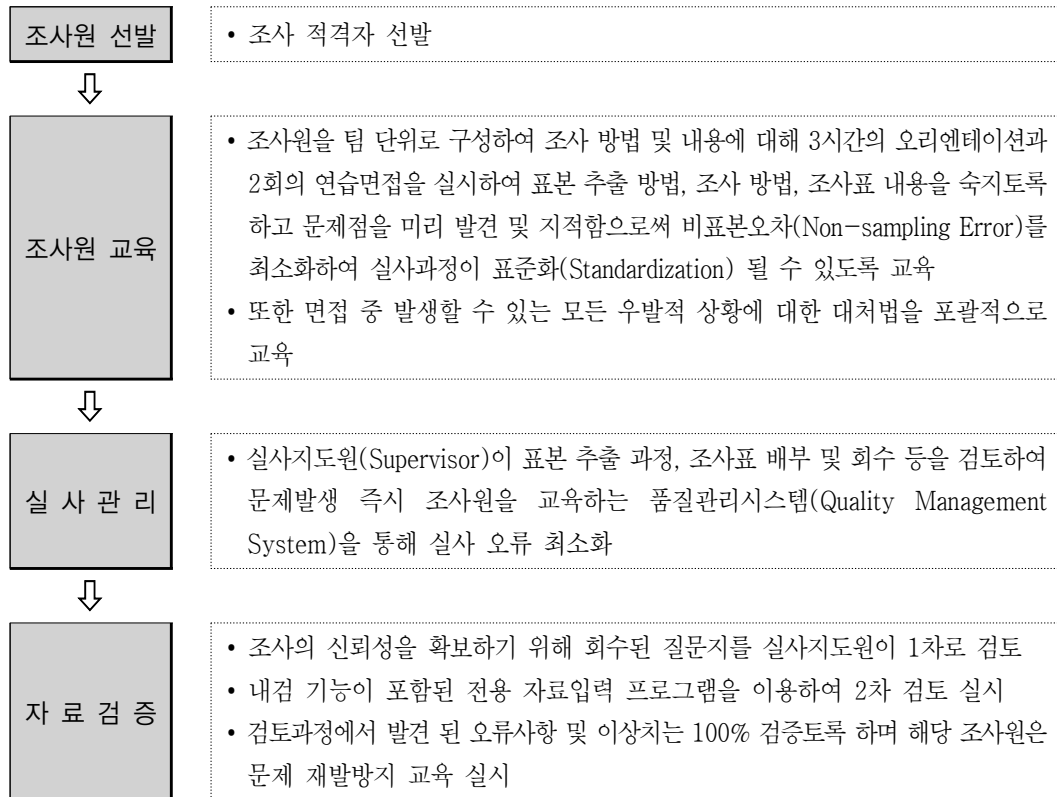 조사원 선발
• 조사 적격자 선발
조사원 교육
• 조사원을 팀 단위로 구성하여 조사 방법 및 내용에 대해 3시간의 오리엔테이션과
2회의 연습면접을 실시하여 표본 추출 방법, 조사 방법, 조사표 내용을 숙지토록
하고 문제점을 미리 발견 및 지적함으로써 비표본오차(Non-sampling Error)를
최소화하여 실사과정이 표준화(Standardization) 될 수 있도록 교육
• 또한 면접 중 발생할 수 있는 모든 우발적 상황에 대한 대처법을 포괄적으로
교육
실 사 관 리
• 실사지도원(Supervisor)이 표본 추출 과정, 조사표 배부 및 회수 등을 검토하여
문제발생 즉시 조사원을 교육하는 품질관리시스템(Quality Management
System)을 통해 실사 오류 최소화
자 료 검 증
• 조사의 신뢰성을 확보하기 위해 회수된 질문지를 실사지도원이 1차로 검토
• 내검 기능이 포함된 전용 자료입력 프로그램을 이용하여 2차 검토 실시
• 검토과정에서 발견 된 오류사항 및 이상치는 100% 검증토록 하며 해당 조사원은
문제 재발방지 교육 실시